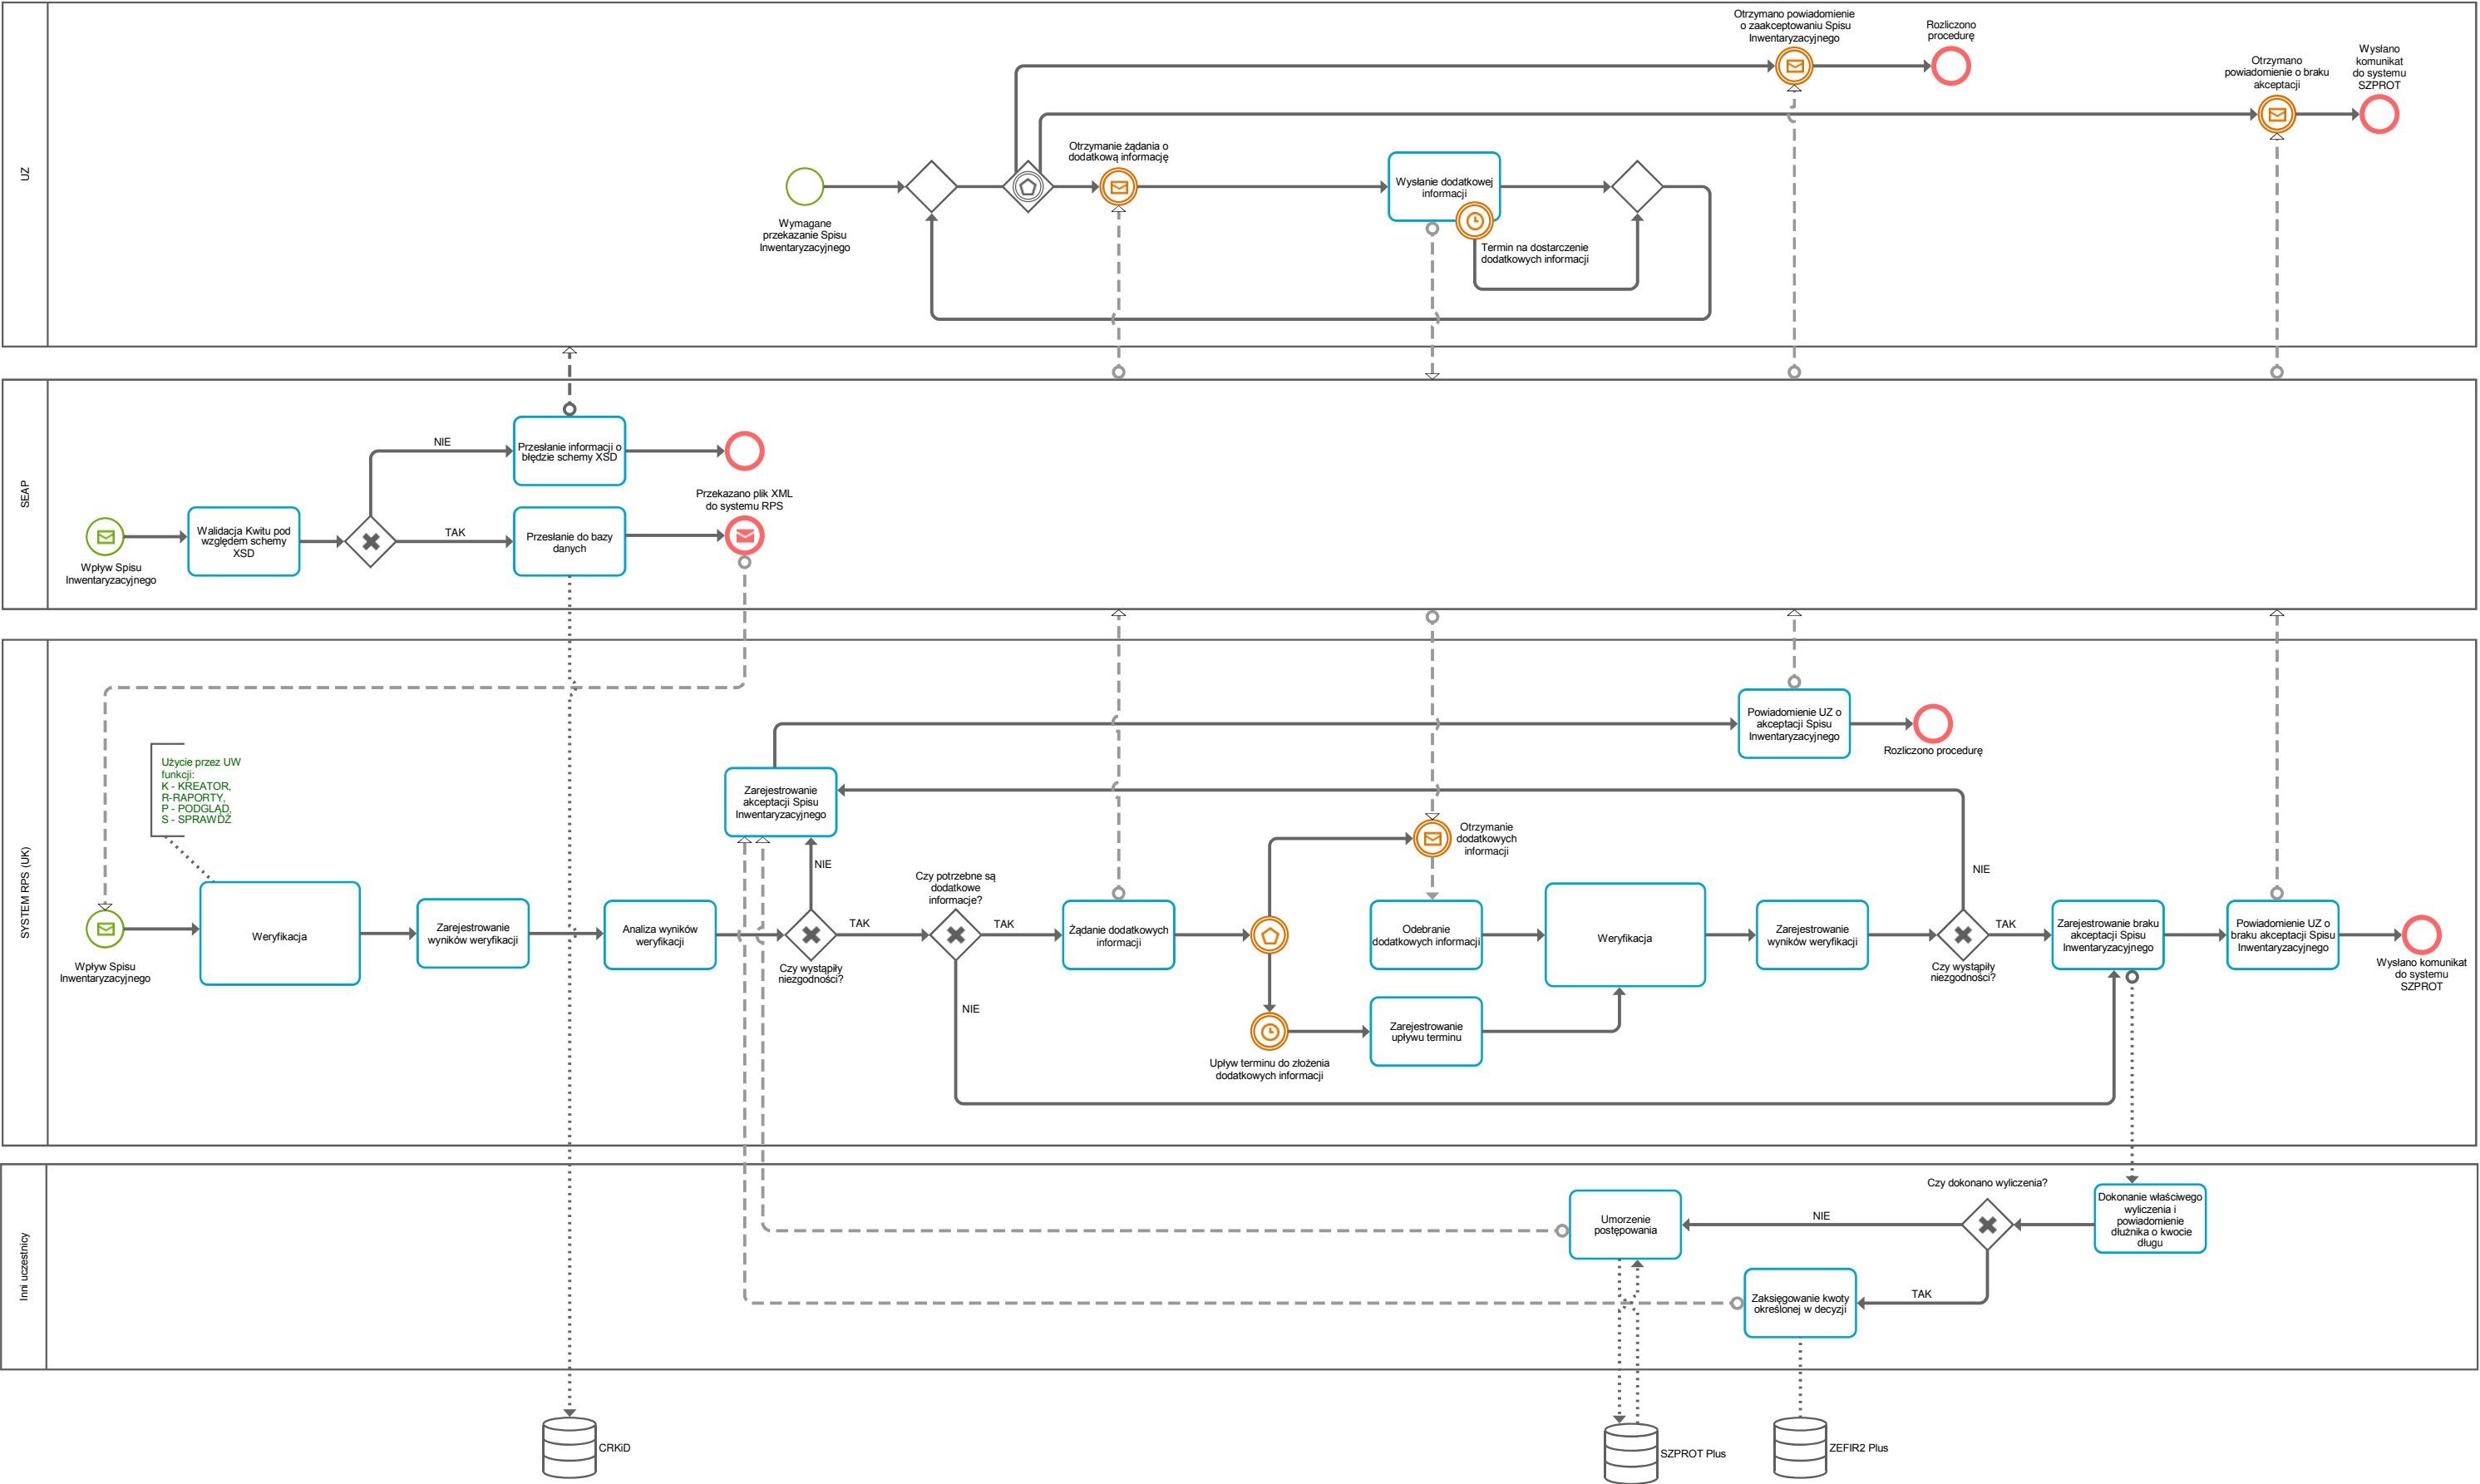 UZ
Otrzymano powiadomienie
o zaakceptowaniu Spisu
Inwentaryzacyjnego
Rozliczono
procedurę
Otrzymano
powiadomienie o braku
akceptacji
Wysłano
komunikat
do systemu
SZPROT
Otrzymanie żądania o
dodatkową informację
Wymagane
przekazanie Spisu
Inwentaryzacyjnego
Wysłanie dodatkowej
informacji
Termin na dostarczenie
dodatkowych informacji
SEAP
Wpływ Spisu
Inwentaryzacyjnego
Walidacja Kwitu pod
względem schemy
XSD
NIE
TAK
Przesłanie informacji o
błędzie schemy XSD
Przesłanie do bazy
danych
Przekazano plik XML
do systemu RPS
SYSTEM RPS (UK)
Użycie przez UW
funkcji:
K - KREATOR,
R-RAPORTY,
P - PODGLĄD,
S - SPRAWDŹ
Wpływ Spisu
Inwentaryzacyjnego
Weryfikacja
Zarejestrowanie
wyników weryfikacji
Analiza wyników
weryfikacji
Zarejestrowanie
akceptacji Spisu
Inwentaryzacyjnego
NIE
Czy wystąpiły
niezgodności?
TAK
Czy potrzebne są
dodatkowe
informacje?
TAK
NIE
Żądanie dodatkowych
informacji
Otrzymanie
dodatkowych
informacji
Upływ terminu do złożenia
dodatkowych informacji
Odebranie
dodatkowych informacji
Zarejestrowanie
upływu terminu
Weryfikacja
Zarejestrowanie
wyników weryfikacji
Powiadomienie UZ o
akceptacji Spisu
Inwentaryzacyjnego
Rozliczono procedurę
NIE
TAK
Czy wystąpiły
niezgodności?
Zarejestrowanie braku
akceptacji Spisu
Inwentaryzacyjnego
Powiadomienie UZ o
braku akceptacji Spisu
Inwentaryzacyjnego
Wysłano komunikat
do systemu
SZPROT
Inni uczestnicy
Umorzenie
postępowania
NIE
Czy dokonano wyliczenia?
TAK
Dokonanie właściwego
wyliczenia i
powiadomienie
dłużnika o kwocie
długu
Zaksięgowanie kwoty
określonej w decyzji
CRKiD
SZPROT Plus
ZEFIR2 Plus